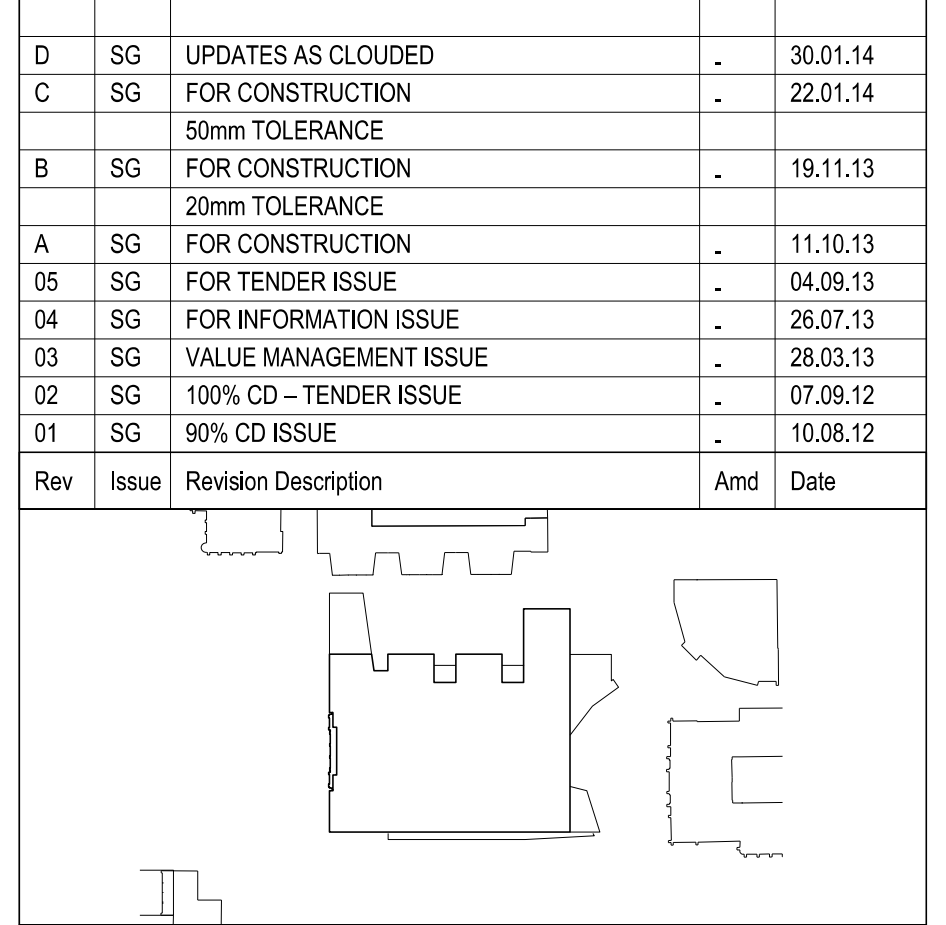 D SG UPDATES AS CLOUDED - 30.01.14
C SG FOR CONSTRUCTION - 22.01.14
50mm TOLERANCE
B SG FOR CONSTRUCTION - 19.11.13
20mm TOLERANCE
A SG FOR CONSTRUCTION - 11.10.13
05 SG FOR TENDER ISSUE - 04.09.13
04 SG FOR INFORMATION ISSUE - 26.07.13
03 SG VALUE MANAGEMENT ISSUE - 28.03.13
02 SG 100% CD – TENDER ISSUE - 07.09.12
01 SG 90% CD ISSUE - 10.08.12
Rev Issue Revision Description Amd Date